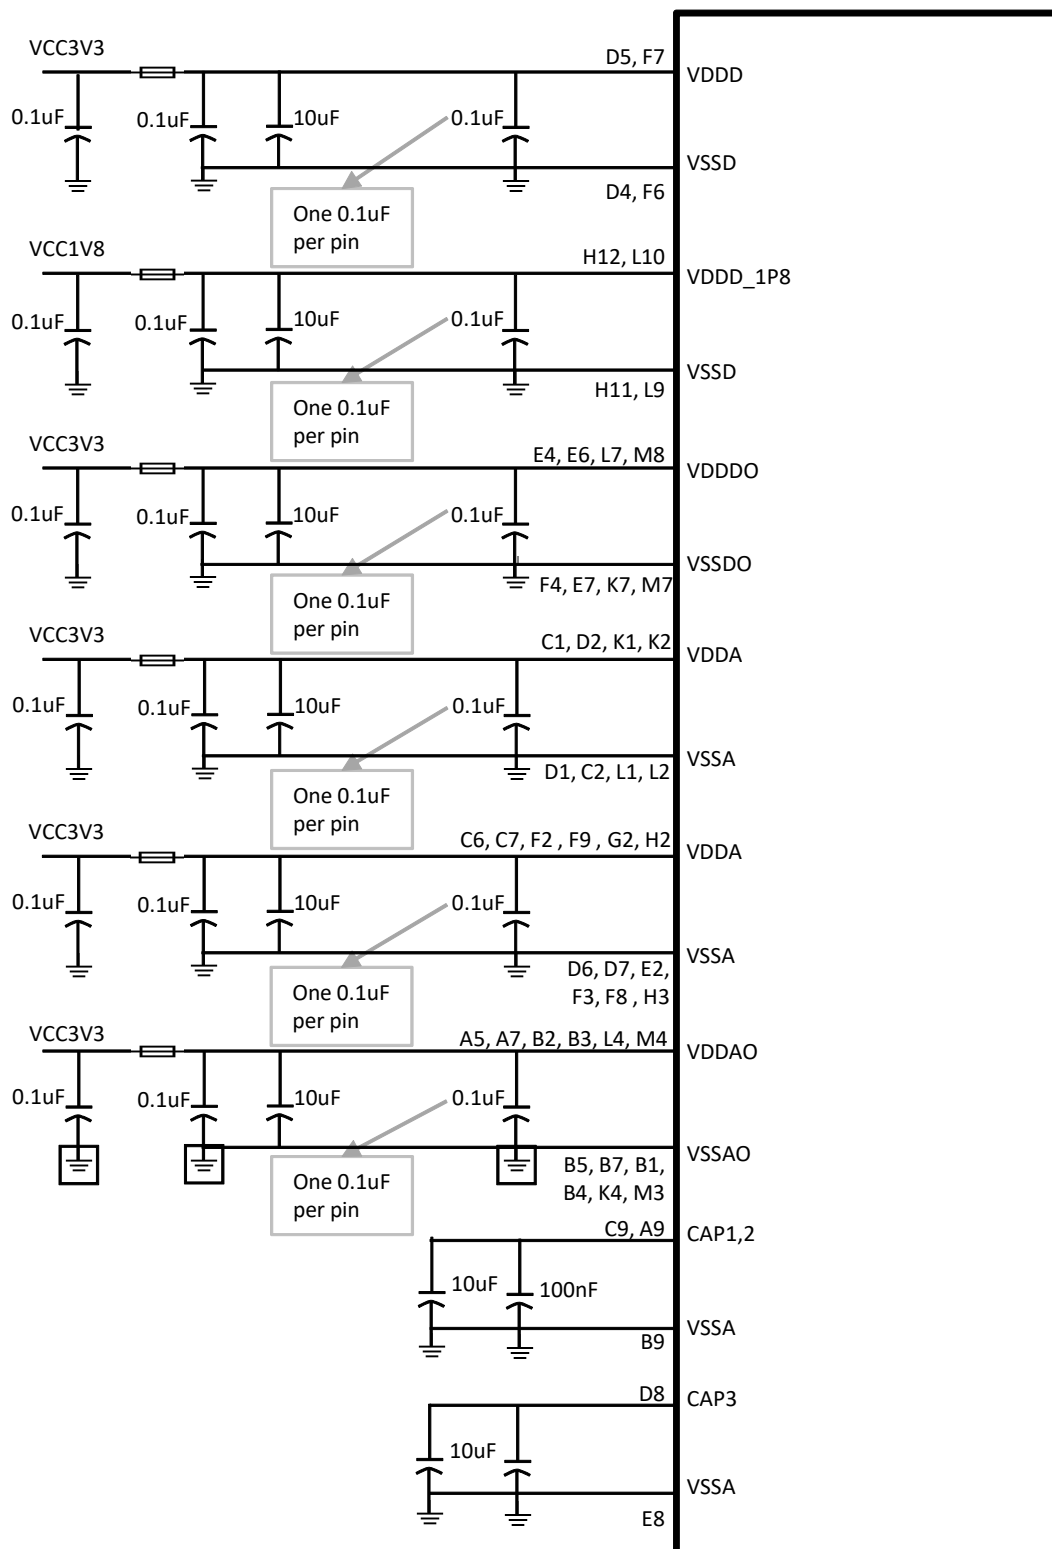 VCC3V3
D5, F7
VDDD
0.1uF
0.1uF
10uF
0.1uF
VSSD
D4, F6
One 0.1uF
per pin
VCC1V8
H12, L10
VDDD_1P8
0.1uF
0.1uF
10uF
0.1uF
VSSD
H11, L9
One 0.1uF
per pin
VCC3V3
E4, E6, L7, M8
VDDDO
0.1uF
0.1uF
10uF
0.1uF
VSSDO
F4, E7, K7, M7
One 0.1uF
per pin
VCC3V3
C1, D2, K1, K2
VDDA
0.1uF
0.1uF
10uF
0.1uF
VSSA
D1, C2, L1, L2
One 0.1uF
per pin
VCC3V3
C6, C7, F2 , F9 , G2, H2
VDDA
0.1uF
0.1uF
10uF
0.1uF
VSSA
D6, D7, E2,
F3, F8 , H3
One 0.1uF
per pin
VCC3V3
A5, A7, B2, B3, L4, M4
VDDAO
0.1uF
0.1uF
10uF
0.1uF
VSSAO
B5, B7, B1,
B4, K4, M3
One 0.1uF
per pin
C9, A9
CAP1,2
10uF
100nF
VSSA
B9
D8
CAP3
10uF
VSSA
E8